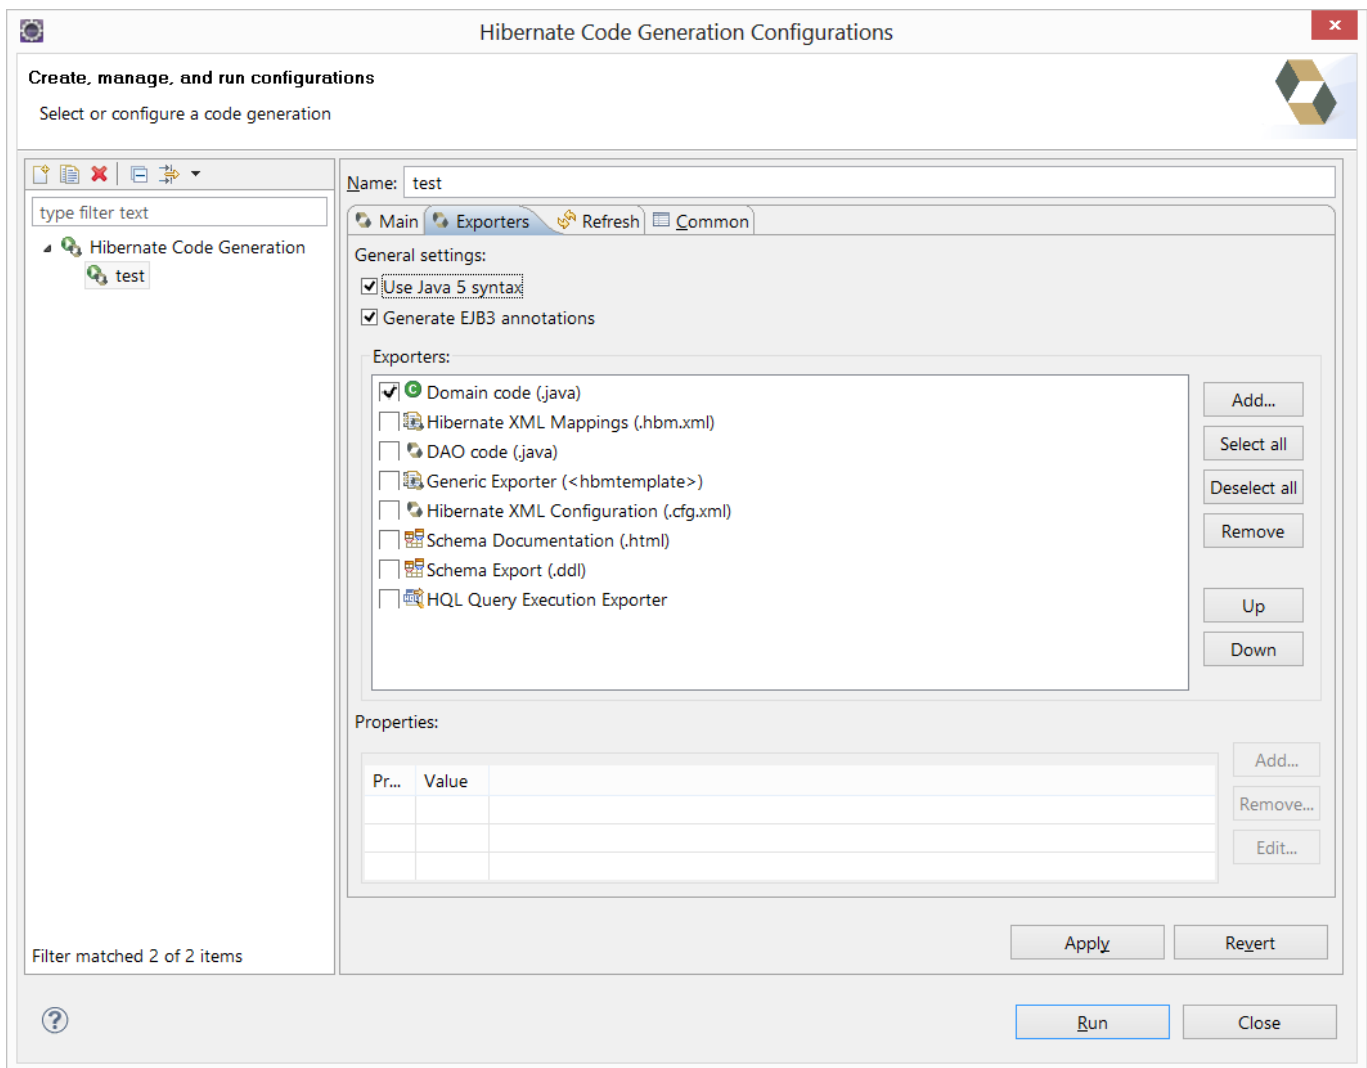 Hibernate Code Generation Configurations
Create, manage, and run configurations
Select or configure a code generation
type filter text
Hibernate Code Generation
test
Filter matched 2 of 2 items
Name: test
Main Exporters Refresh Common
General settings:
Use Java 5 syntax
Generate EJB3 annotations
Exporters:
Domain code (.java)
Hibernate XML Mappings (.hbm.xml)
DAO code (.java)
Generic Exporter (<hbmtemplate>)
Hibernate XML Configuration (.cfg.xml)
Schema Documentation (.html)
Schema Export (.ddl)
HQL Query Execution Exporter
Add...
Select all
Deselect all
Remove
Up
Down
Properties:
Pr... Value
Add...
Remove...
Edit...
Apply Revert
Run Close